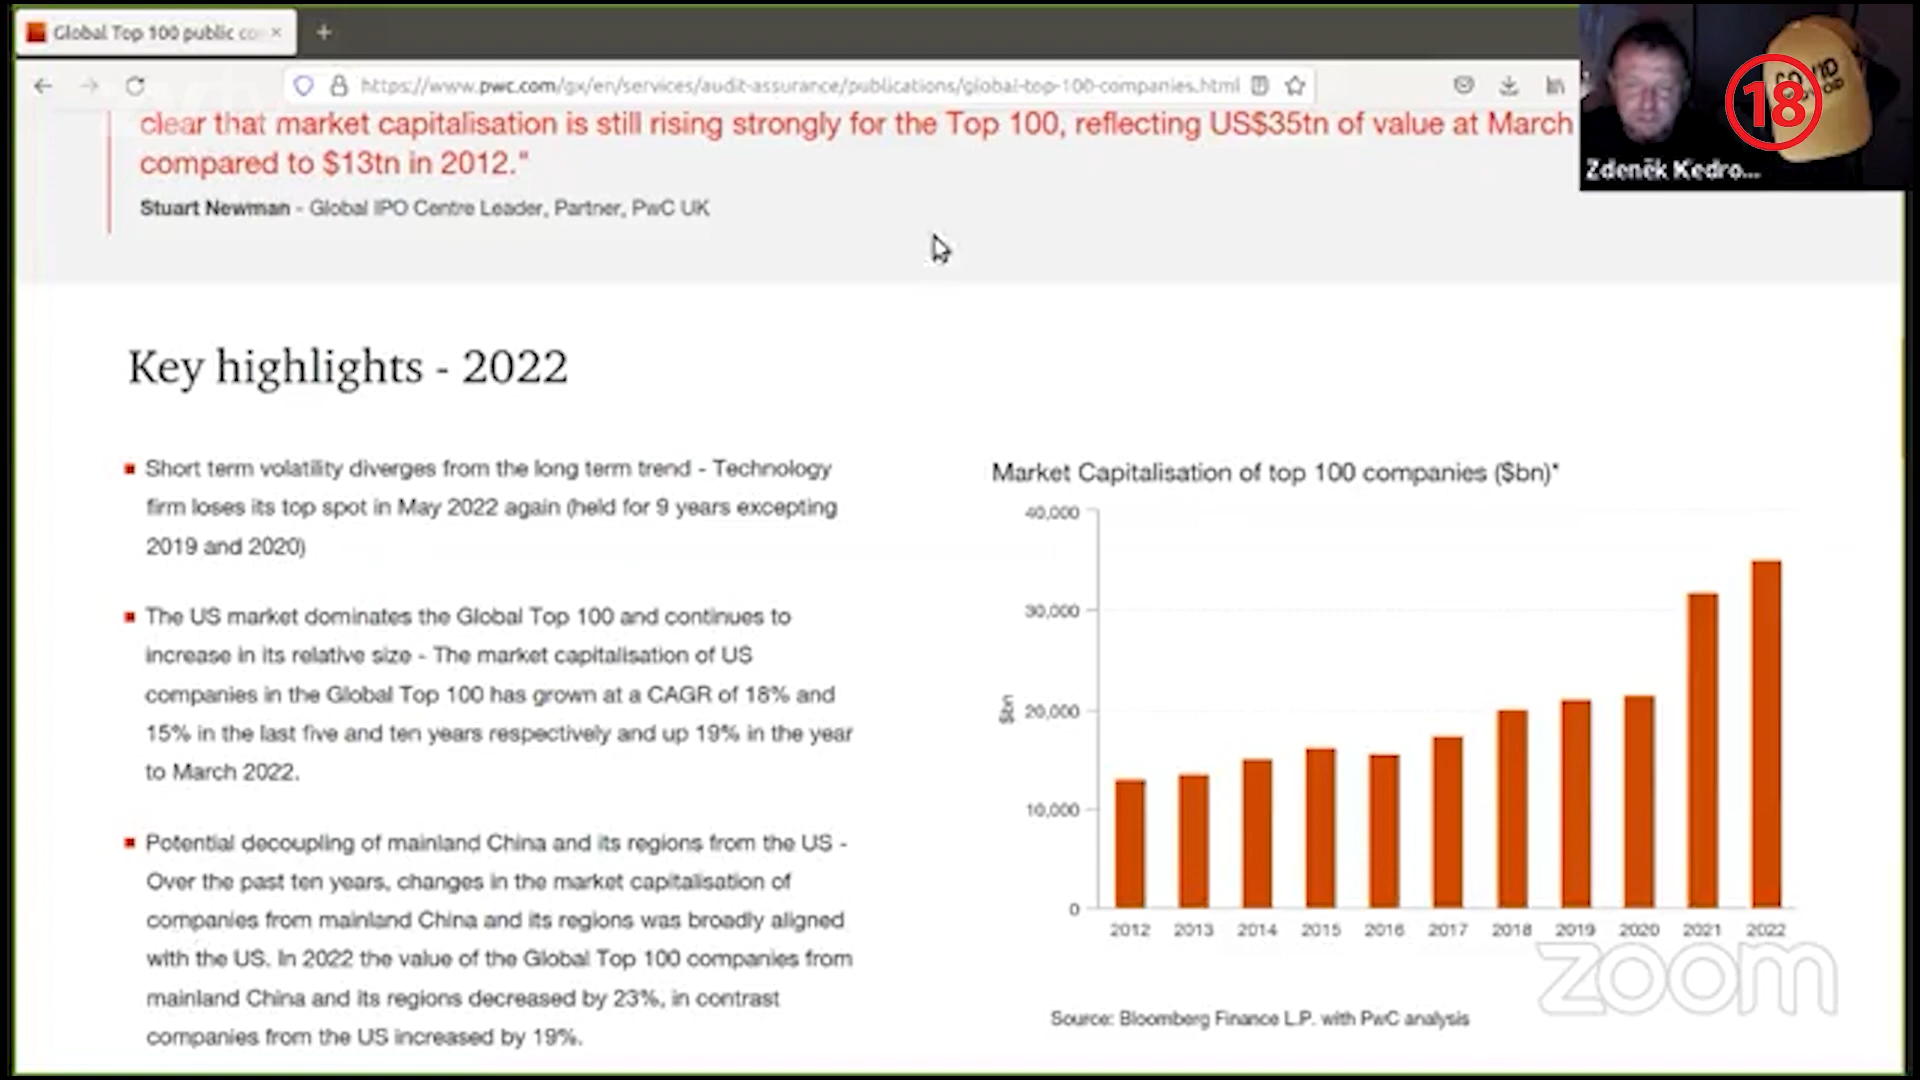 Global Top 100 public co
https://www.pwc.com/gx/en/services/audit-assurance/publications/global-top-100-companies.html
18
Zdeněk Kedro...
clear that market capitalisation is still rising strongly for the Top 100, reflecting US$35tn of value at March
compared to $13tn in 2012."
Stuart Newman - Global IPO Centre Leader, Partner, PwC UK
Key highlights - 2022
Short term volatility diverges from the long term trend - Technology
firm loses its top spot in May 2022 again (held for 9 years excepting
2019 and 2020)
The US market dominates the Global Top 100 and continues to
increase in its relative size - The market capitalisation of US
companies in the Global Top 100 has grown at a CAGR of 18% and
15% in the last five and ten years respectively and up 19% in the year
to March 2022.
Potential decoupling of mainland China and its regions from the US -
Over the past ten years, changes in the market capitalisation of
companies from mainland China and its regions was broadly aligned
with the US. In 2022 the value of the Global Top 100 companies from
mainland China and its regions decreased by 23%, in contrast
companies from the US increased by 19%.
Market Capitalisation of top 100 companies ($bn)*
40,000
30,000
$bn
20,000
10,000
0
2012 2013 2014 2015 2016 2017 2018 2019 2020 2021 2022
zoom
Source: Bloomberg Finance L.P. with PwC analysis